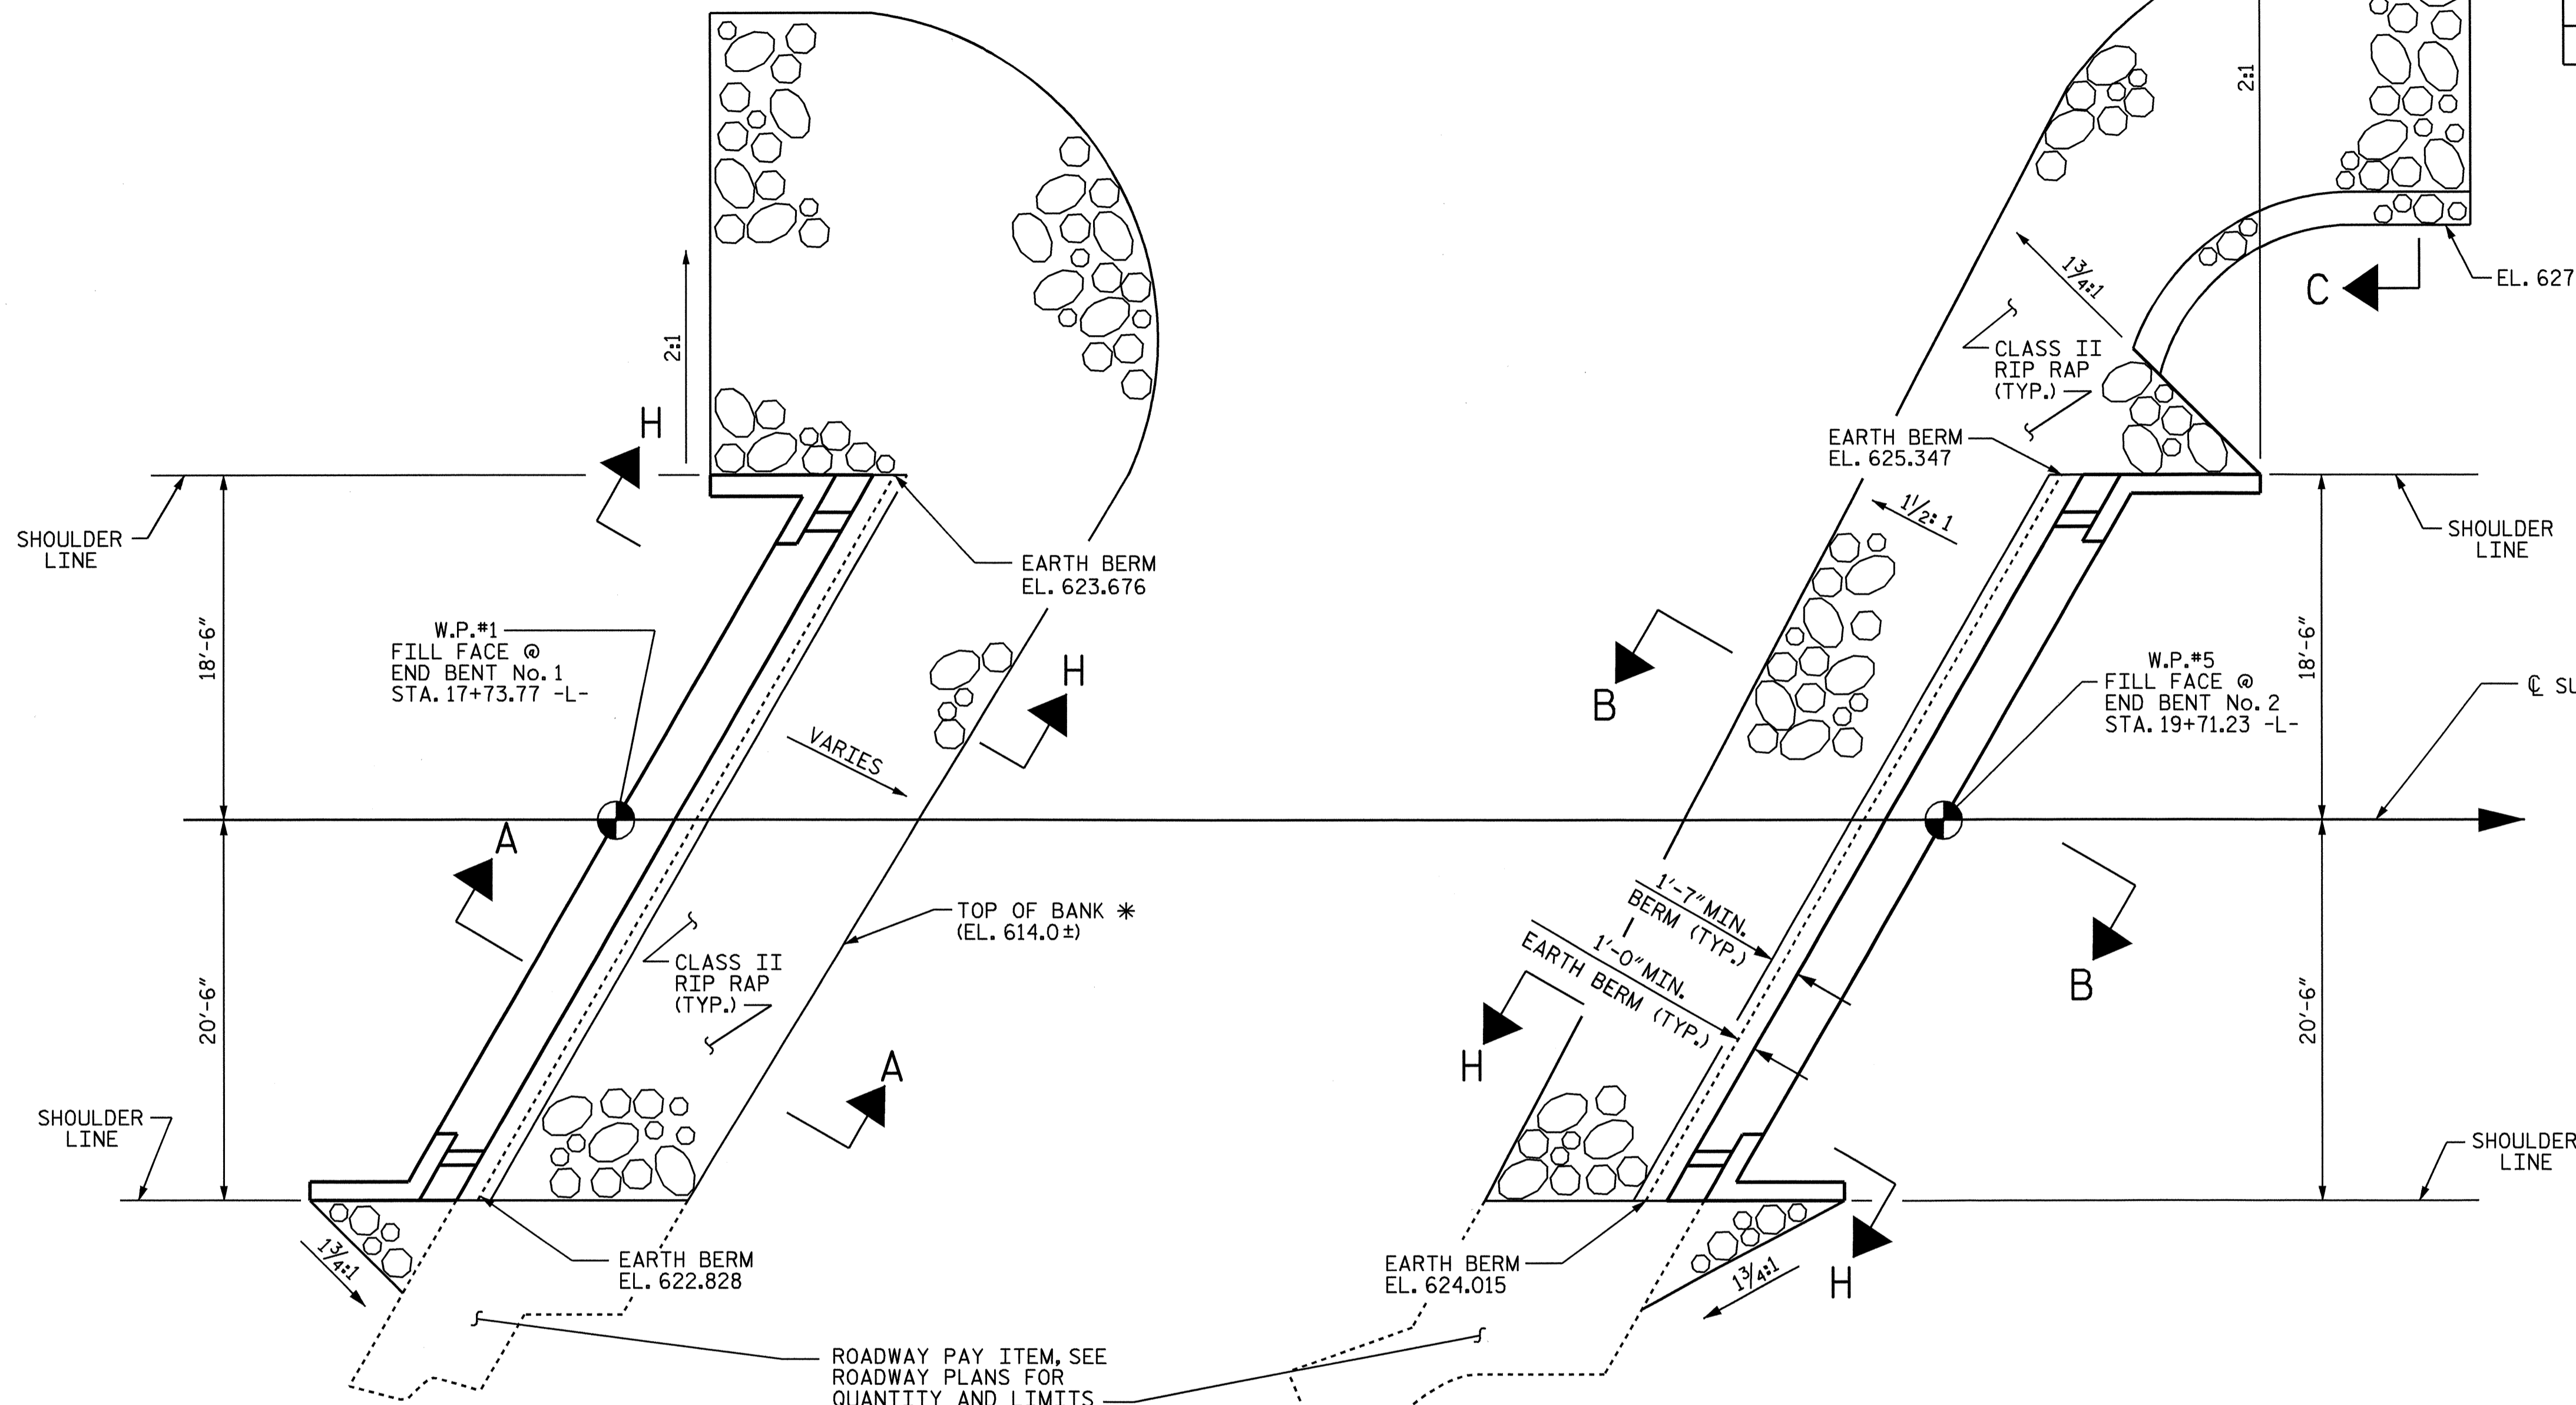 2:1
C
EL. 627
1¾:1
CLASS II
RIP RAP
(TYP.)
2:1
H
EARTH BERM
EL. 625.347
1½:1
SHOULDER
LINE
EARTH BERM
EL. 623.676
SHOULDER
LINE
18'-6"
W.P.#1
FILL FACE @
END BENT No. 1
STA. 17+73.77 -L-
H
VARIES
B
W.P.#5
FILL FACE @
END BENT No. 2
STA. 19+71.23 -L-
18'-6"
℄
A
TOP OF BANK *
(EL. 614.0±)
CLASS II
RIP RAP
(TYP.)
1'-7" MIN.
BERM (TYP.)
1'-0" MIN.
EARTH BERM (TYP.)
B
20'-6"
20'-6"
A
H
SHOULDER
LINE
SHOULDER
LINE
1¾:1
EARTH BERM
EL. 622.828
EARTH BERM
EL. 624.015
1¾:1
H
ROADWAY PAY ITEM, SEE
ROADWAY PLANS FOR
QUANTITY AND LIMITS